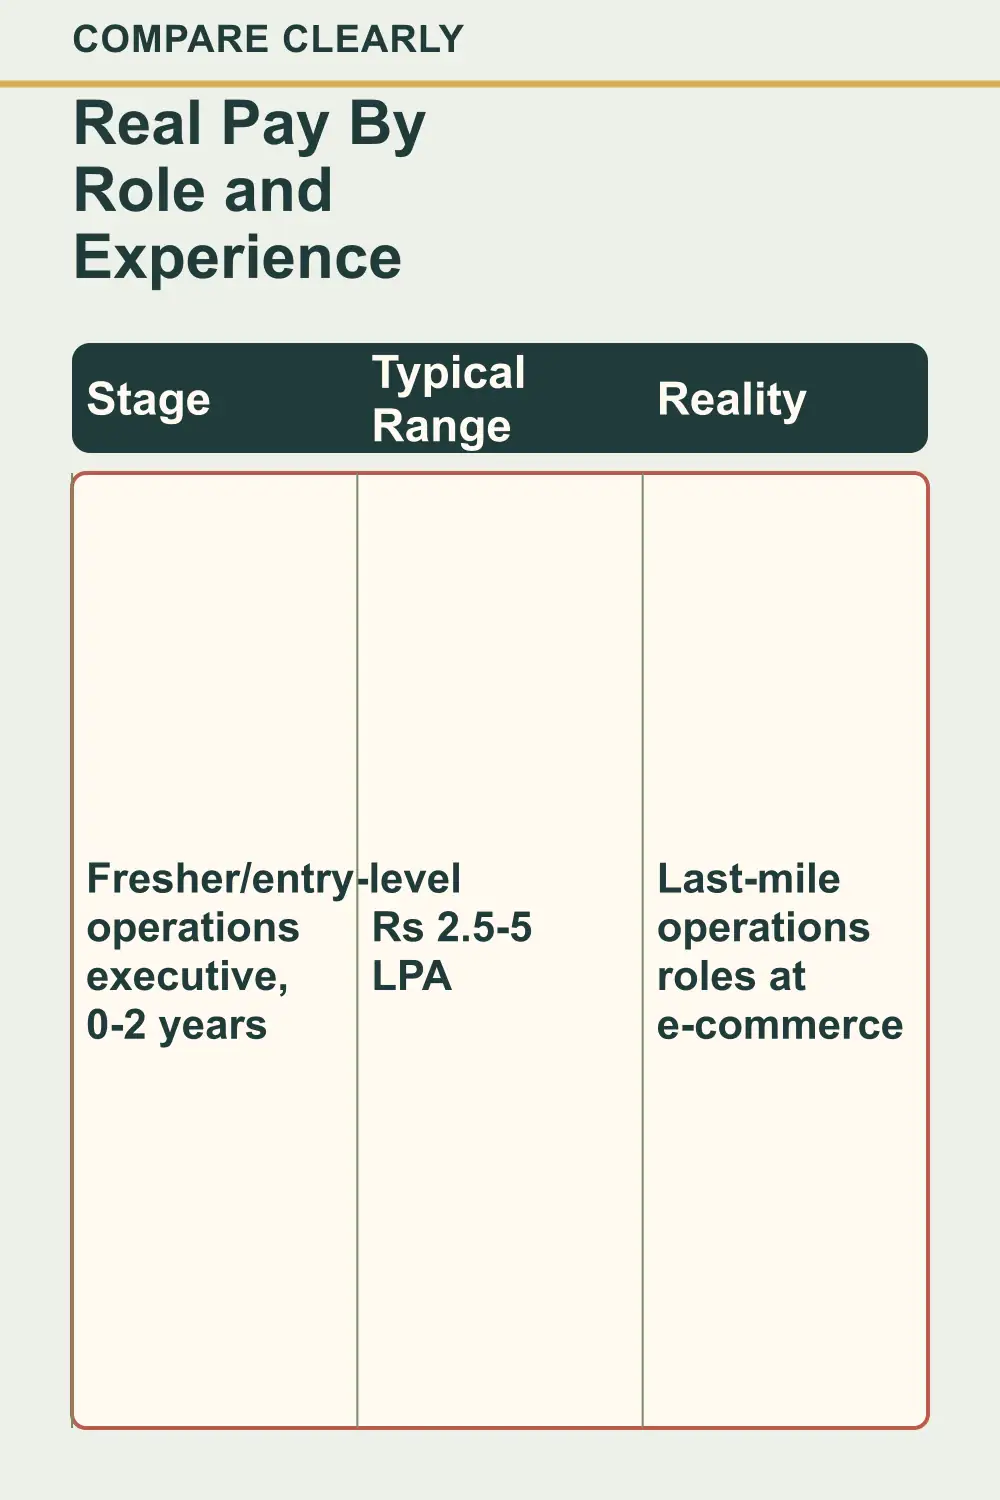 COMPARE CLEARLY
Real Pay By
Role and
Experience
Stage
Typical
Range
Reality
Fresher/entry-level
operations
executive,
0-2 years
Rs 2.5-5
LPA
Last-mile
operations
roles at
e-commerce